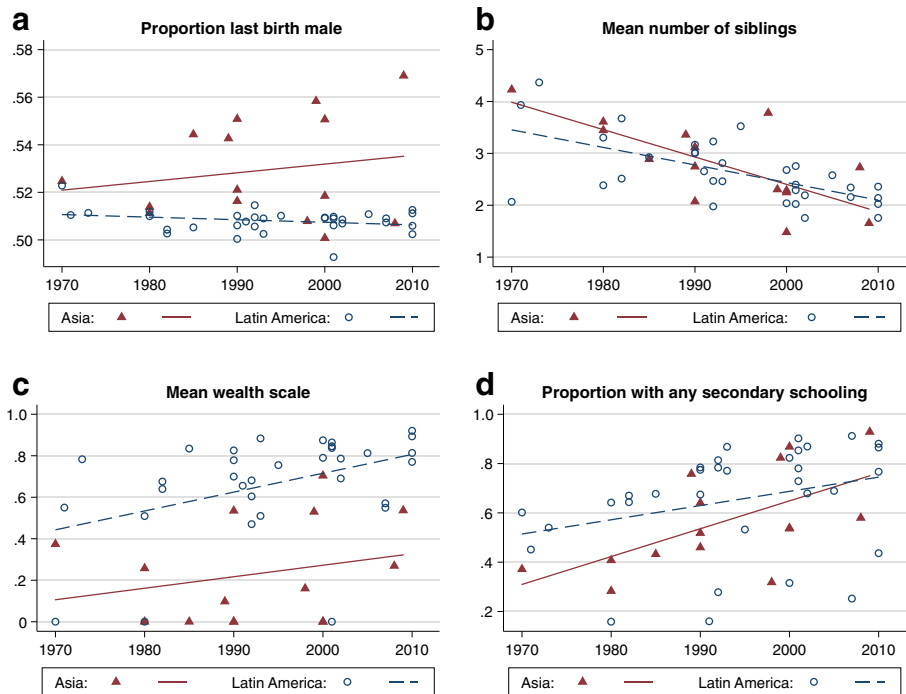 a
Proportion last birth male
.58
.56
.54
.52
.50
1970 1980 1990 2000 2010
Asia: Latin America:
b
Mean number of siblings
5
4
3
2
1
1970 1980 1990 2000 2010
Asia: Latin America:
c
Mean wealth scale
1.0
.8
.6
.4
.2
0
1970 1980 1990 2000 2010
Asia: Latin America:
d
Proportion with any secondary schooling
1.0
.8
.6
.4
.2
1970 1980 1990 2000 2010
Asia: Latin America: